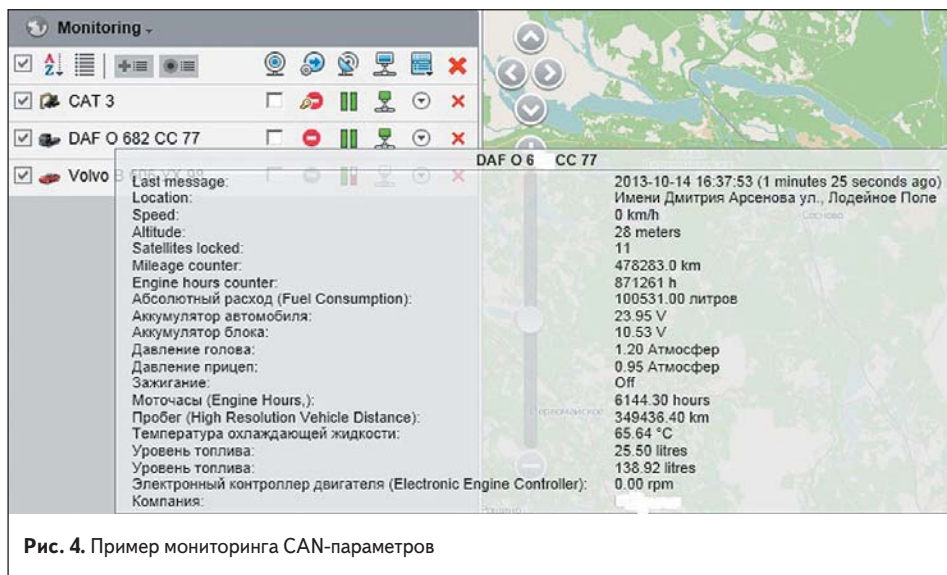 Monitoring
CAT 3
DAF O 682 CC 77
Volvo
DAF O 6 CC 77
Last message: 2013-10-14 16:37:53 (1 minutes 25 seconds ago)
Location: Имени Дмитрия Арсенова ул., Лодейное Поле
Speed: 0 km/h
Altitude: 28 meters
Satellites locked: 11
Mileage counter: 478283.0 km
Engine hours counter: 871261 h
Абсолютный расход (Fuel Consumption): 100531.00 литров
Аккумулятор автомобиля: 23.95 V
Аккумулятор блока: 10.53 V
Давление голова: 1.20 Атмосфер
Давление прицеп: 0.95 Атмосфер
Зажигание: Off
Моточасы (Engine Hours,): 6144.30 hours
Пробег (High Resolution Vehicle Distance): 349436.40 km
Температура охлаждающей жидкости: 65.64 °C
Уровень топлива: 25.50 litres
Уровень топлива: 138.92 litres
Электронный контроллер двигателя (Electronic Engine Controller): 0.00 rpm
Компания:
Рис. 4. Пример мониторинга CAN-параметров